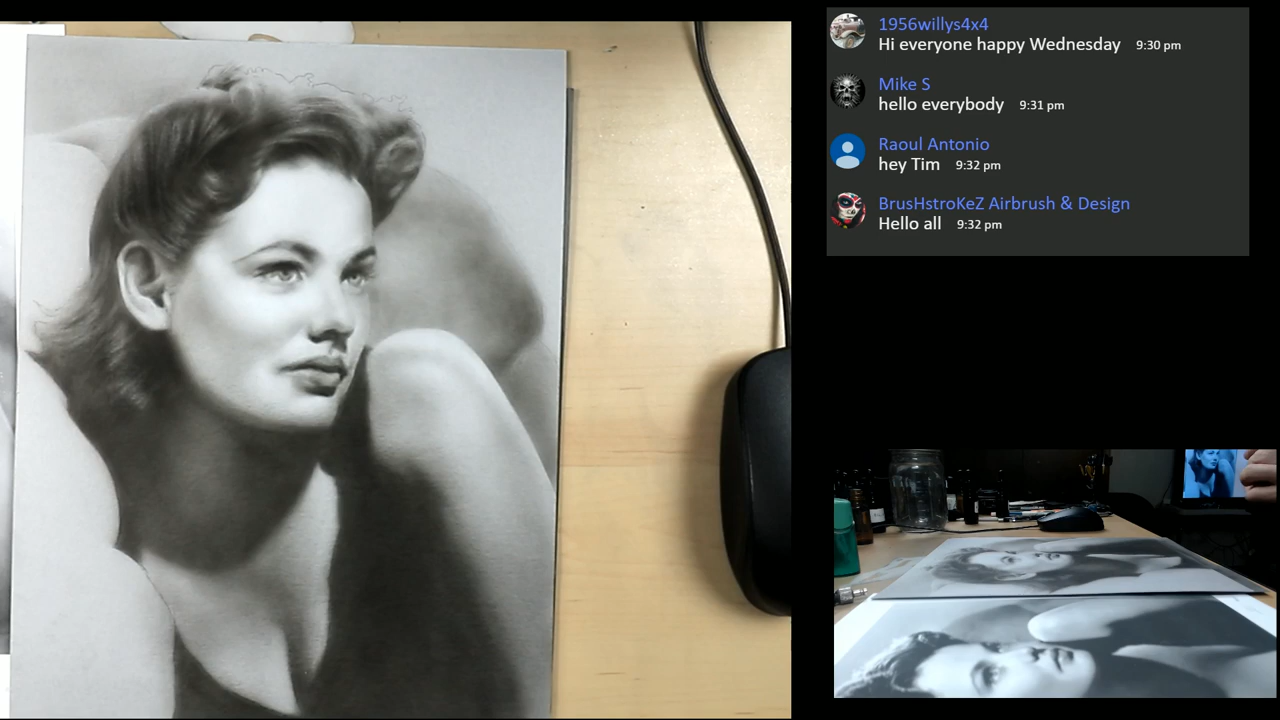 1956willys4x4
Hi everyone happy Wednesday 9:30 pm
Mike S
hello everybody 9:31 pm
Raoul Antonio
hey Tim 9:32 pm
BrusHstroKeZ Airbrush & Design
Hello all 9:32 pm